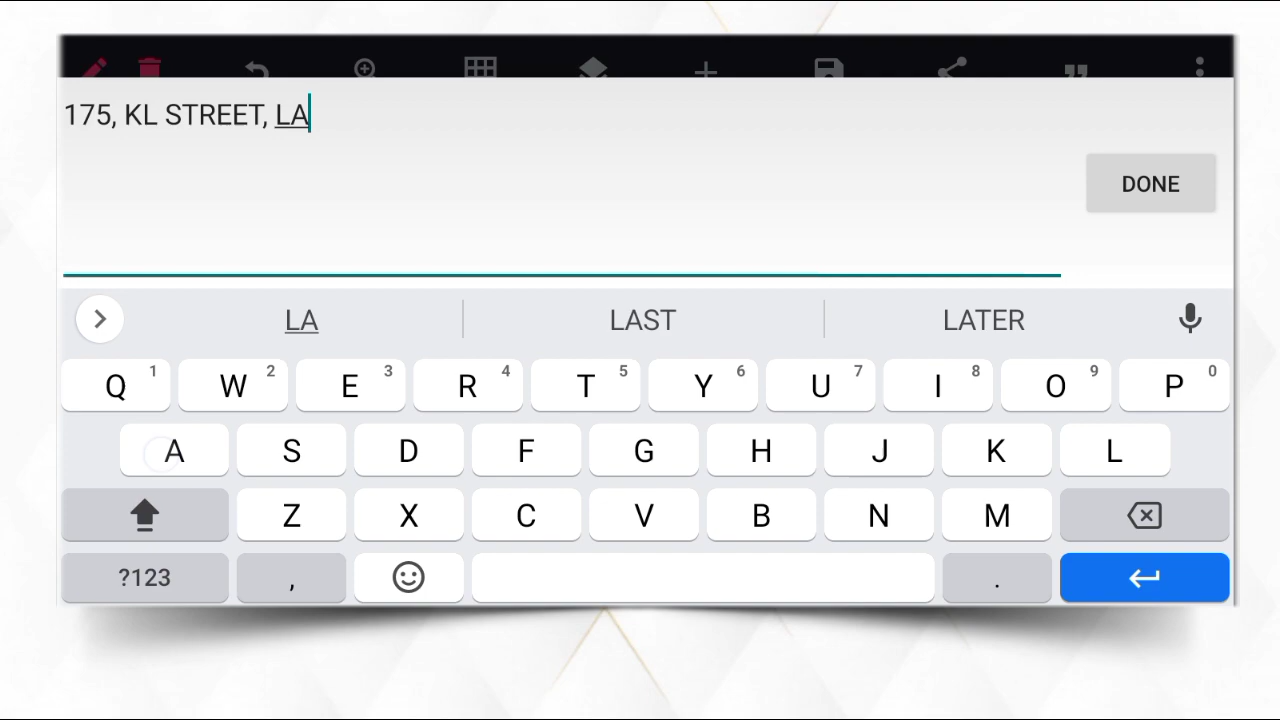 175, KL STREET, LA
DONE
LA LAST LATER
Q 1 W 2 E 3 R 4 T 5 Y 6 U 7 I 8 O 9 P 0
A S D F G H J K L
Z X C V B N M
?123 , .